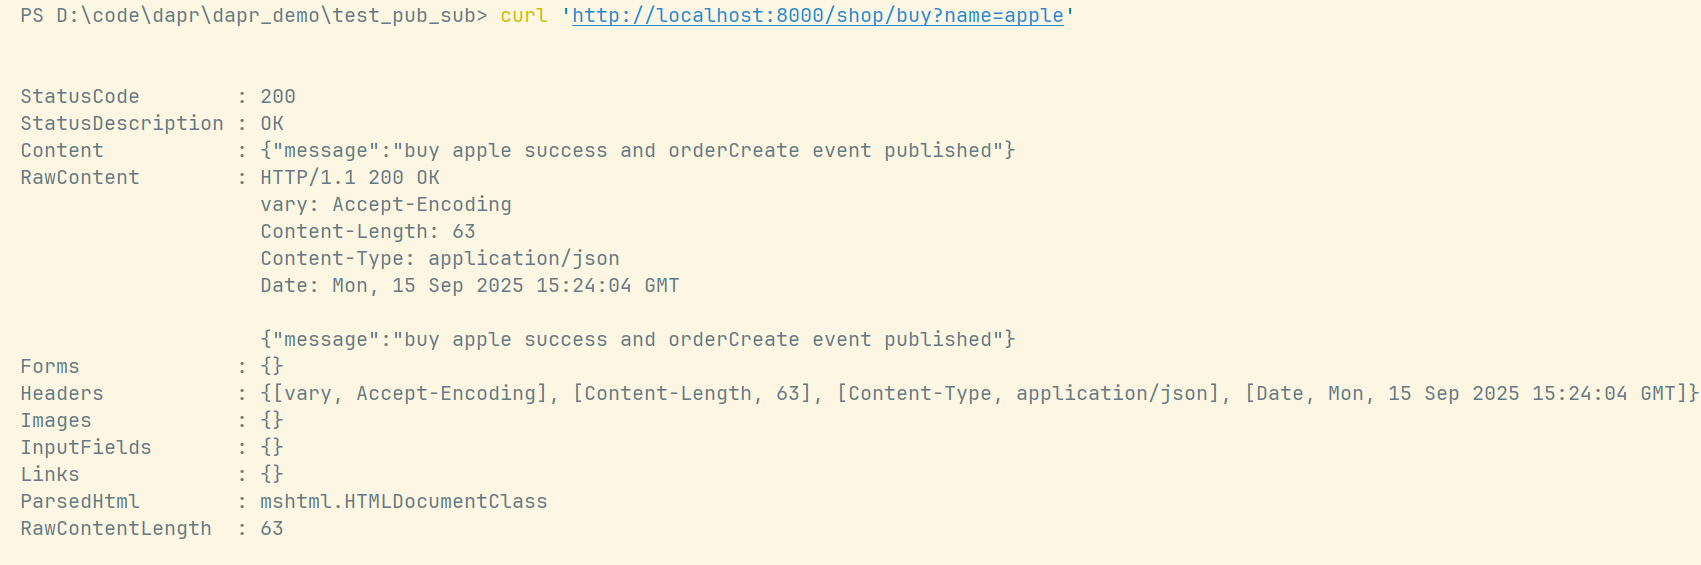 PS D:\code\dapr\dapr_demo\test_pub_sub> curl 'http://localhost:8000/shop/buy?name=apple'
StatusCode        : 200
StatusDescription : OK
Content           : {"message":"buy apple success and orderCreate event published"}
RawContent        : HTTP/1.1 200 OK
                    vary: Accept-Encoding
                    Content-Length: 63
                    Content-Type: application/json
                    Date: Mon, 15 Sep 2025 15:24:04 GMT
                    {"message":"buy apple success and orderCreate event published"}
Forms             : {}
Headers           : {[vary, Accept-Encoding], [Content-Length, 63], [Content-Type, application/json], [Date, Mon, 15 Sep 2025 15:24:04 GMT]}
Images            : {}
InputFields       : {}
Links             : {}
ParsedHtml        : mshtml.HTMLDocumentClass
RawContentLength  : 63